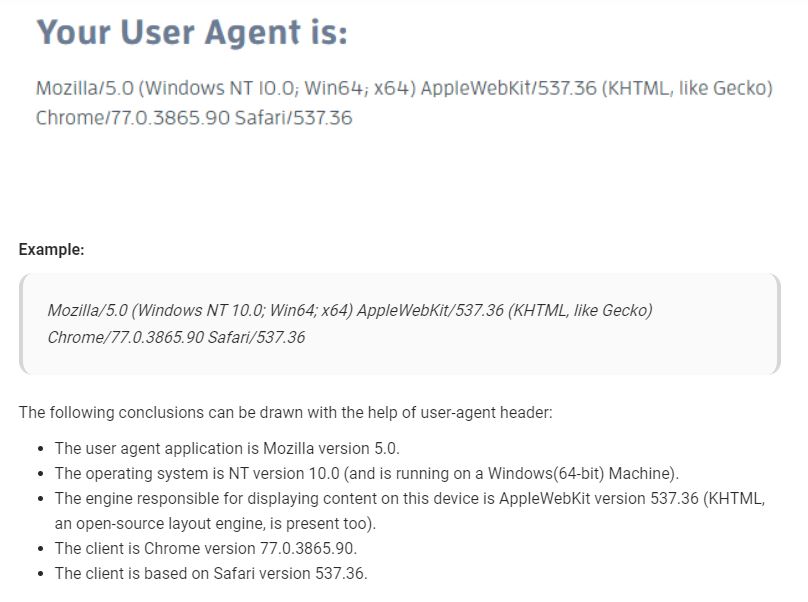 Your User Agent is:
Mozilla/5.0 (Windows NT 10.0; Win64; x64) AppleWebKit/537.36 (KHTML, like Gecko)
Chrome/77.0.3865.90 Safari/537.36
Example:
Mozilla/5.0 (Windows NT 10.0; Win64; x64) AppleWebKit/537.36 (KHTML, like Gecko)
Chrome/77.0.3865.90 Safari/537.36
The following conclusions can be drawn with the help of user-agent header:
• The user agent application is Mozilla version 5.0.
• The operating system is NT version 10.0 (and is running on a Windows(64-bit) Machine).
• The engine responsible for displaying content on this device is AppleWebKit version 537.36 (KHTML,
an open-source layout engine, is present too).
• The client is Chrome version 77.0.3865.90.
• The client is based on Safari version 537.36.